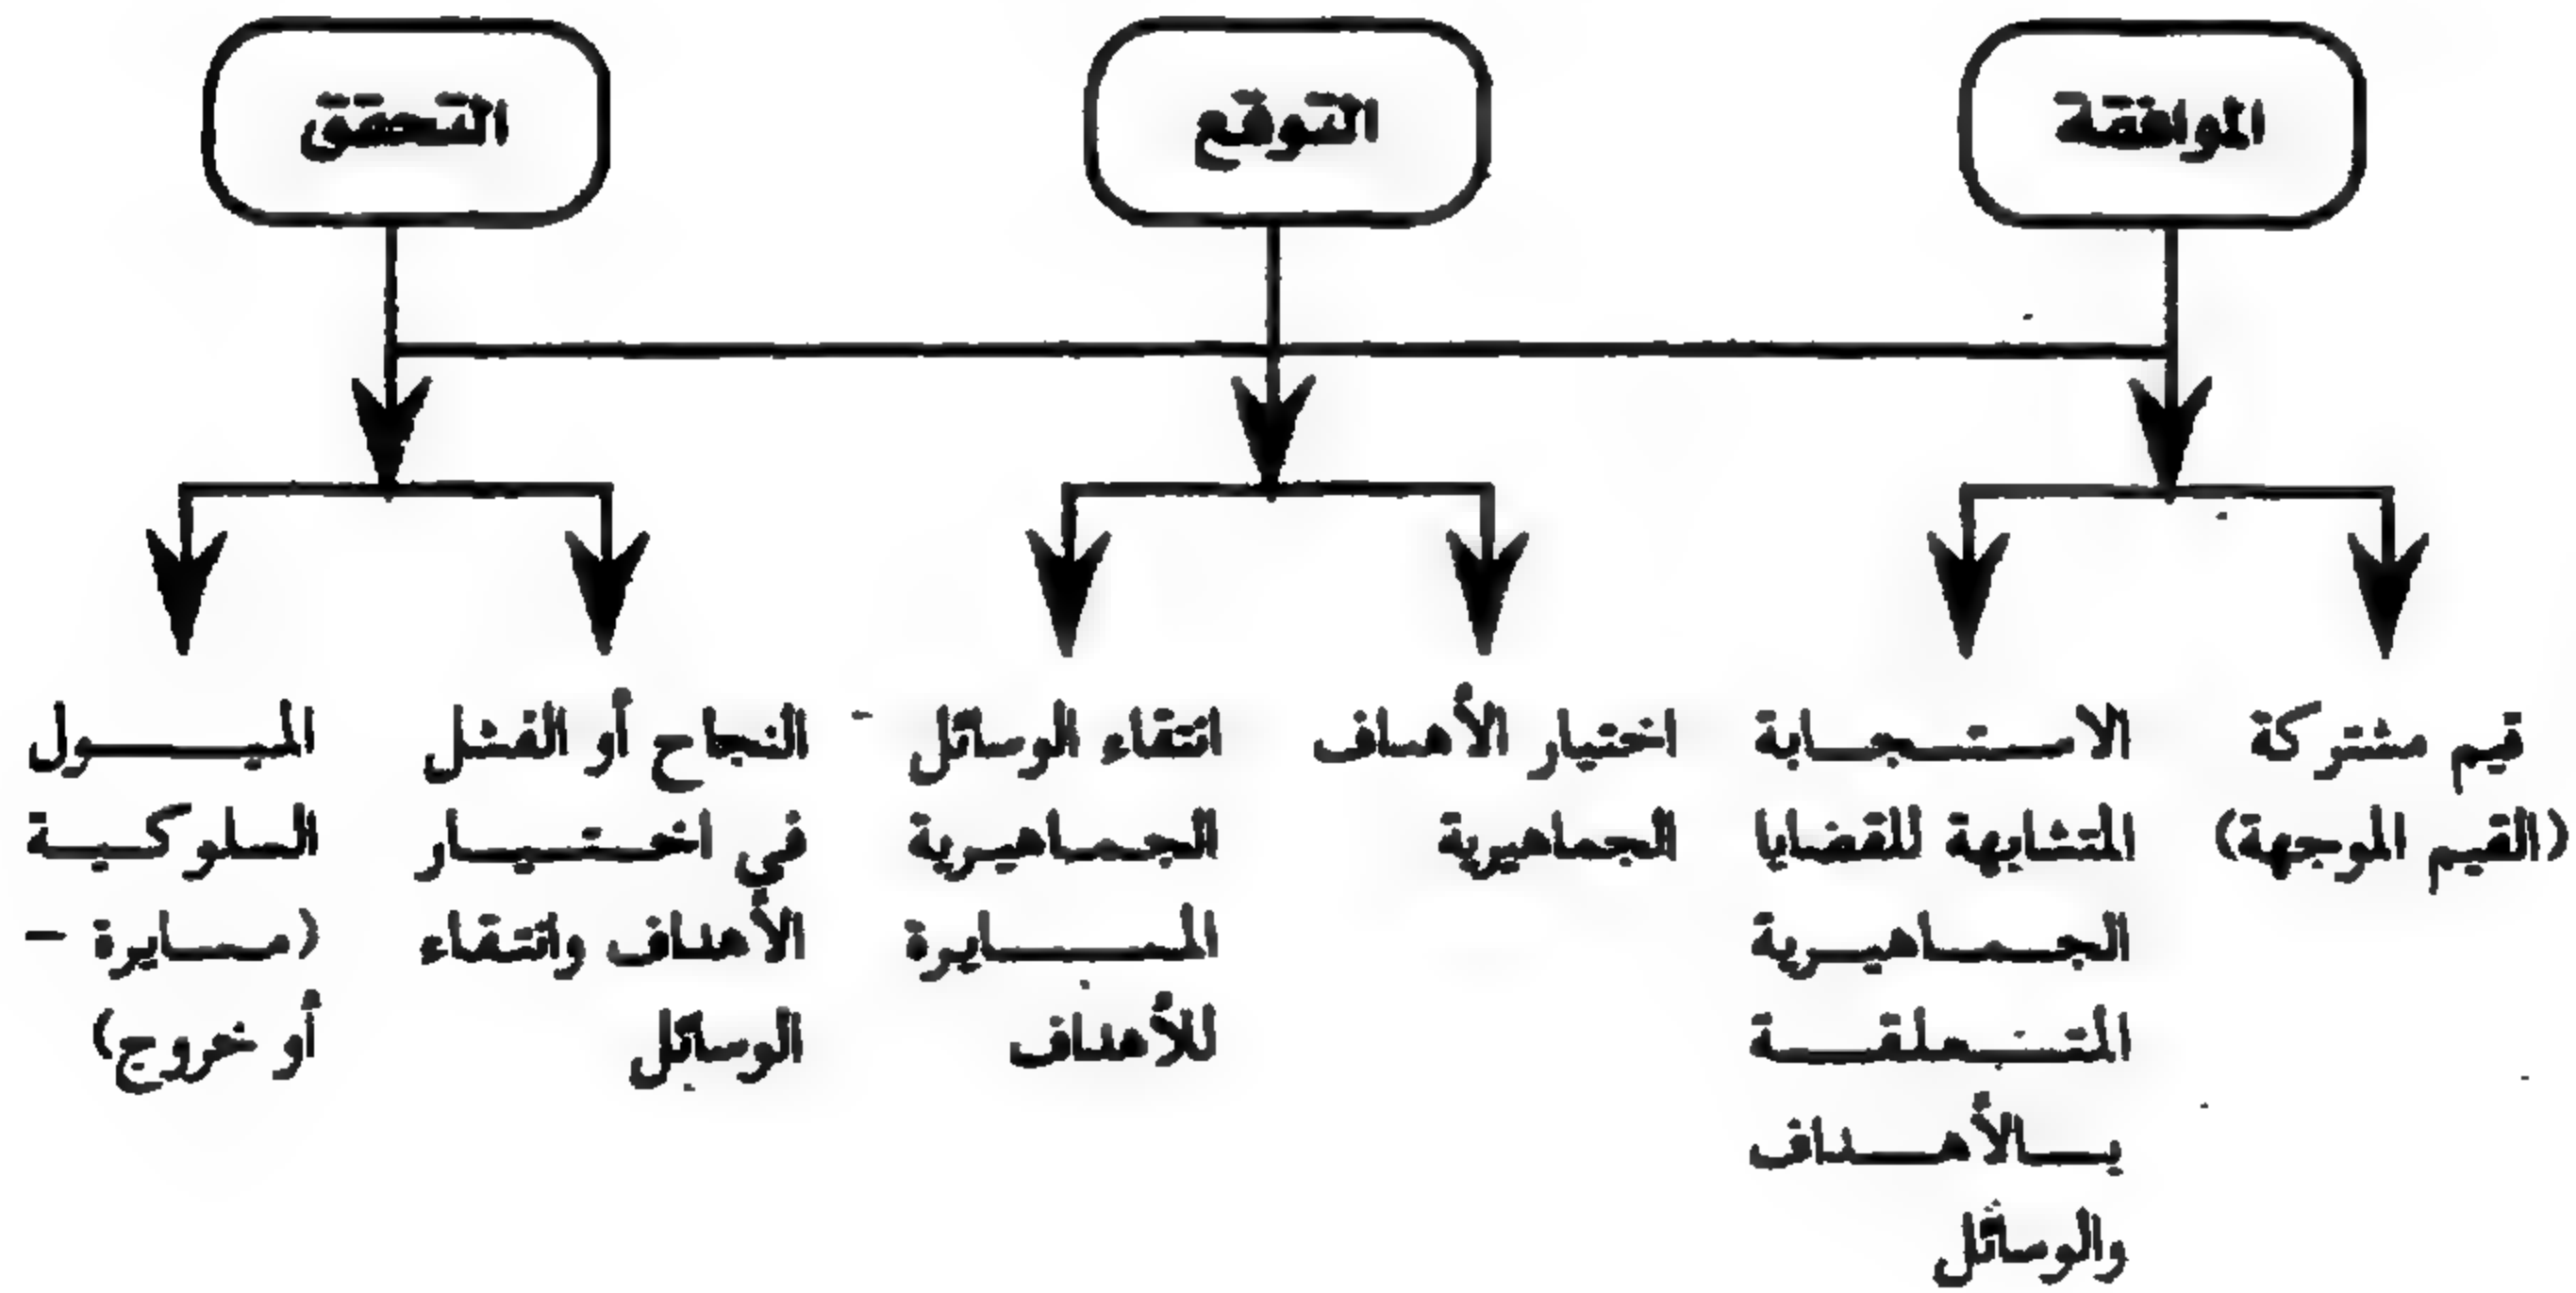 الموافقة
التوقع
التحقق
قيم مشتركة
(القيم الموجهة)
الاستجابة
المتشابهة للقضايا
الجماهيرية
المتعلقة
بالأهداف
والوسائل
اختيار الأهداف
الجماهيرية
انتقاء الوسائل
الجماهيرية
المسايرة
للأهداف
النجاح أو الفشل
في اختيار
الأهداف وانتقاء
الوسائل
الميول
السلوكية
(مسايرة -
أو خروج)